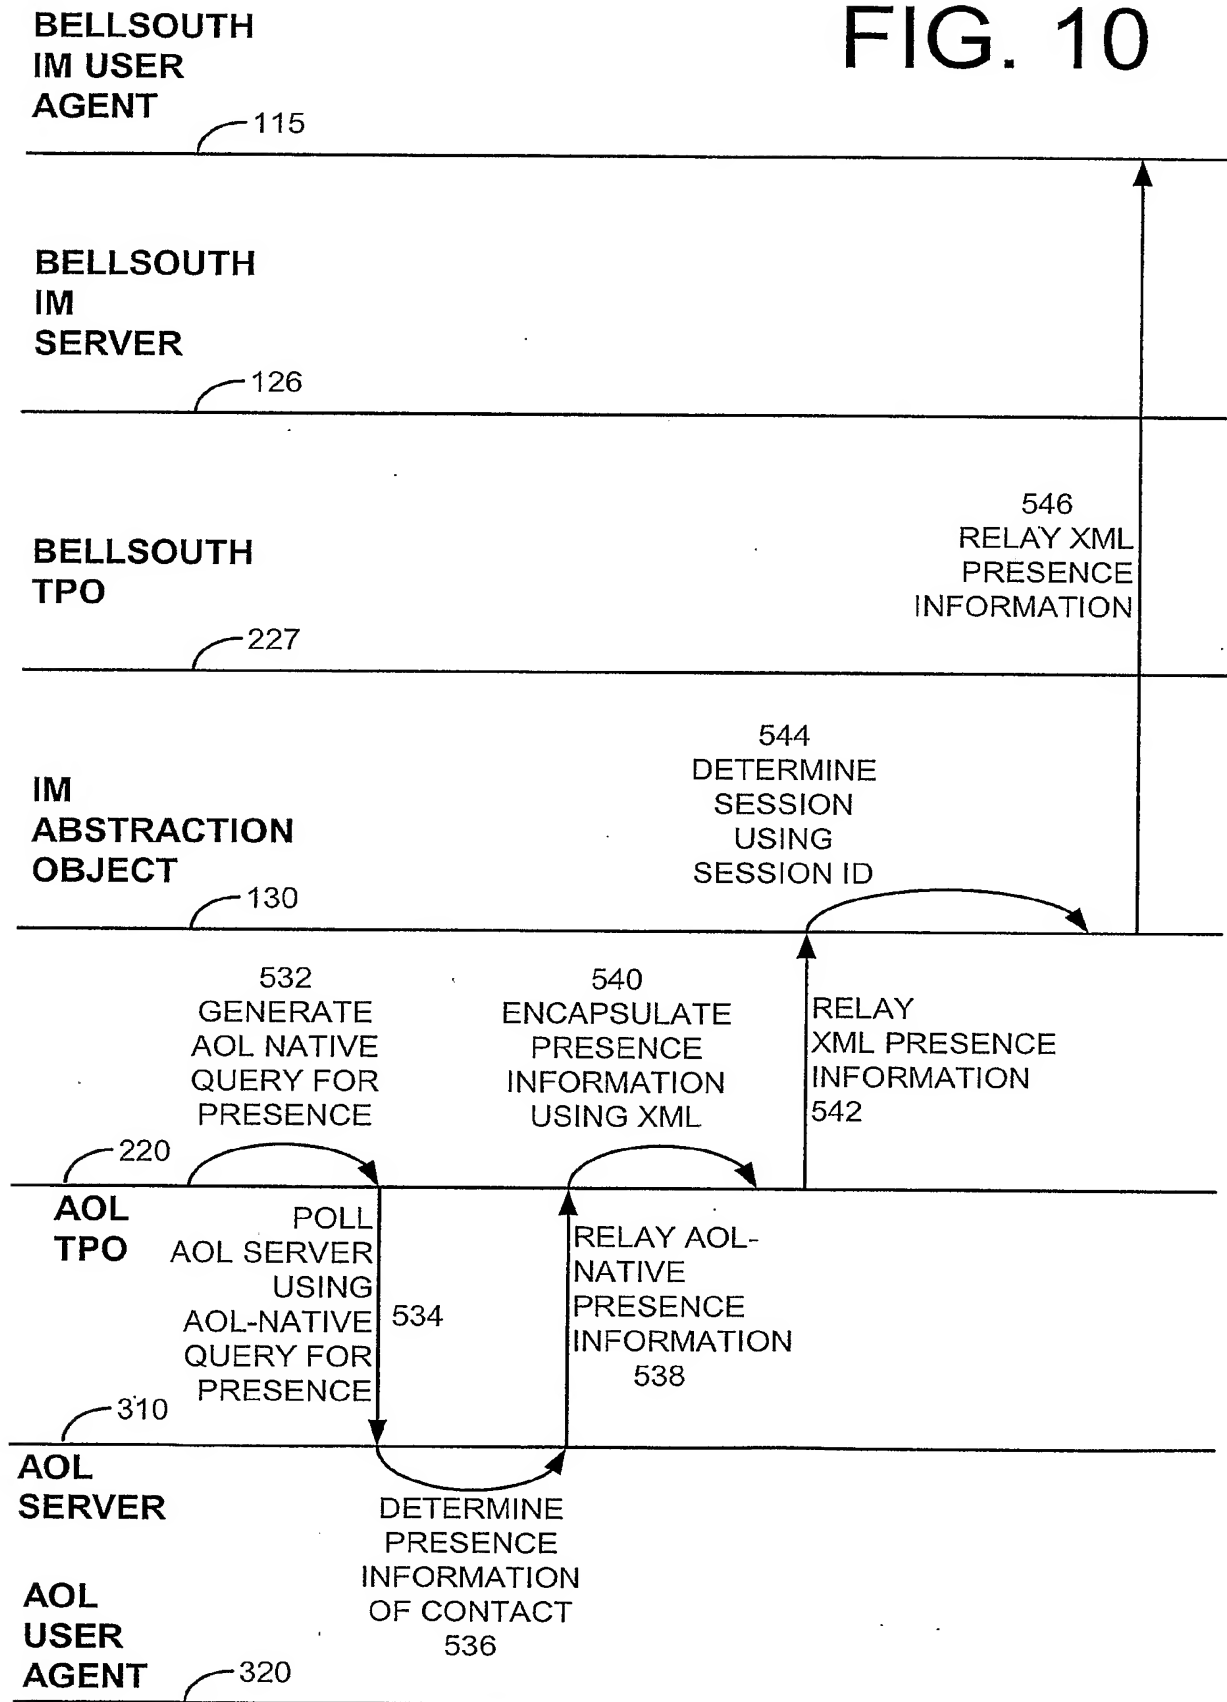 FIG. 10
BELLSOUTH
IM USER
AGENT
115
BELLSOUTH
IM
SERVER
126
546
RELAY XML
PRESENCE
INFORMATION
BELLSOUTH
TPO
227
544
DETERMINE
SESSION
USING
SESSION ID
IM
ABSTRACTION
OBJECT
130
532
GENERATE
AOL NATIVE
QUERY FOR
PRESENCE
540
ENCAPSULATE
PRESENCE
INFORMATION
USING XML
RELAY
XML PRESENCE
INFORMATION
542
220
AOL
TPO
POLL
AOL SERVER
USING
AOL-NATIVE
QUERY FOR
PRESENCE
534
RELAY AOL-
NATIVE
PRESENCE
INFORMATION
538
310
AOL
SERVER
DETERMINE
PRESENCE
INFORMATION
OF CONTACT
536
AOL
USER
AGENT
320